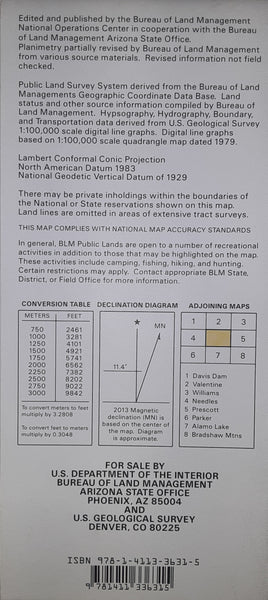 Edited and published by the Bureau of Land Management
National Operations Center in cooperation with the Bureau
of Land Management Arizona State Office.
Planimetry partially revised by Bureau of Land Management
from various source materials. Revised information not field
checked.
Public Land Survey System derived from the Bureau of Land
Managements Geographic Coordinate Data Base. Land
status and other source information compiled by Bureau of
Land Management. Hypsography, Hydrography, Boundary,
and Transportation data derived from U.S. Geological Survey
1:100,000 scale digital line graphs. Digital line graphs
based on 1:100,000 scale quadrangle map dated 1979.
Lambert Conformal Conic Projection
North American Datum 1983
National Geodetic Vertical Datum of 1929
There may be private inholdings within the boundaries of
the National or State reservations shown on this map.
Land lines are omitted in areas of extensive tract surveys.
THIS MAP COMPLIES WITH NATIONAL MAP ACCURACY STANDARDS
In general, BLM Public Lands are open to a number of recreational
activities in addition to those that may be highlighted on the map.
These activities include camping, fishing, hiking, and hunting.
Certain restrictions may apply. Contact appropriate BLM State,
District, or Field Office for more information.
CONVERSION TABLE
METERS FEET
750 2461
1000 3281
1250 4101
1500 4921
1750 5741
2000 6562
2250 7382
2500 8202
2750 9022
3000 9842
To convert meters to feet
multiply by 3.2808
To convert feet to meters
multiply by 0.3048
DECLINATION DIAGRAM
MN
11.4°
2013 Magnetic
declination (MN) is
based on the center
of the map. Diagram
is approximate.
ADJOINING MAPS
1 2 3
4 5
6 7 8
1 Davis Dam
2 Valentine
3 Williams
4 Needles
5 Prescott
6 Parker
7 Alamo Lake
8 Bradshaw Mtns
FOR SALE BY
U.S. DEPARTMENT OF THE INTERIOR
BUREAU OF LAND MANAGEMENT
ARIZONA STATE OFFICE
PHOENIX, AZ 85004
AND
U.S. GEOLOGICAL SURVEY
DENVER, CO 80225
ISBN 978-1-4113-3631-5
9 781411 336315